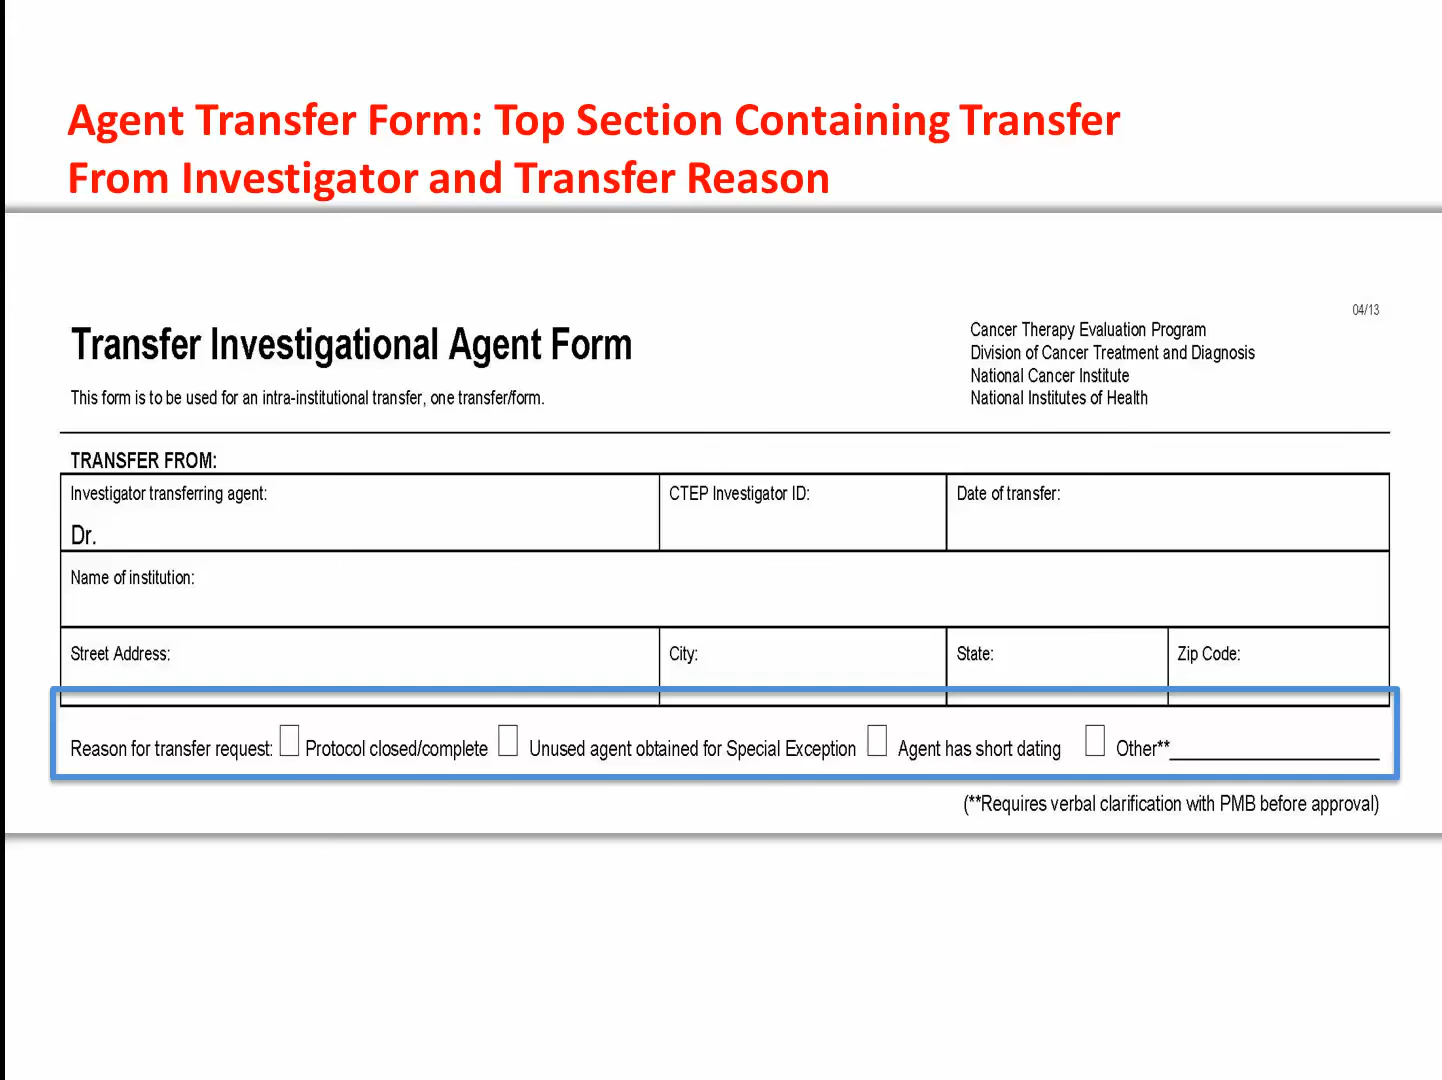 Agent Transfer Form: Top Section Containing Transfer
From Investigator and Transfer Reason
04/13
Transfer Investigational Agent Form
Cancer Therapy Evaluation Program
Division of Cancer Treatment and Diagnosis
National Cancer Institute
This form is to be used for an intra-institutional transfer, one transfer/form.
National Institutes of Health
TRANSFER FROM:
Investigator transferring agent: CTEP Investigator ID: Date of transfer:
Dr.
Name of institution:
Street Address: City: State: Zip Code:
Reason for transfer request: Protocol closed/complete Unused agent obtained for Special Exception Agent has short dating Other**
(**Requires verbal clarification with PMB before approval)